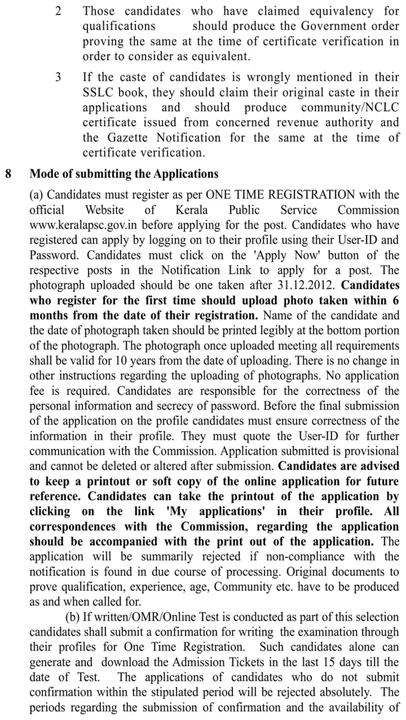 2 Those candidates who have claimed equivalency for
qualifications should produce the Government order
proving the same at the time of certificate verification in
order to consider as equivalent.
3 If the caste of candidates is wrongly mentioned in their
SSLC book, they should claim their original caste in their
applications and should produce community/NCLC
certificate issued from concerned revenue authority and
the Gazette Notification for the same at the time of
certificate verification.
8 Mode of submitting the Applications
(a) Candidates must register as per ONE TIME REGISTRATION with the
official Website of Kerala Public Service Commission
www.keralapsc.gov.in before applying for the post. Candidates who have
registered can apply by logging on to their profile using their User-ID and
Password. Candidates must click on the 'Apply Now' button of the
respective posts in the Notification Link to apply for a post. The
photograph uploaded should be one taken after 31.12.2012. Candidates
who register for the first time should upload photo taken within 6
months from the date of their registration. Name of the candidate and
the date of photograph taken should be printed legibly at the bottom portion
of the photograph. The photograph once uploaded meeting all requirements
shall be valid for 10 years from the date of uploading. There is no change in
other instructions regarding the uploading of photographs. No application
fee is required. Candidates are responsible for the correctness of the
personal information and secrecy of password. Before the final submission
of the application on the profile candidates must ensure correctness of the
information in their profile. They must quote the User-ID for further
communication with the Commission. Application submitted is provisional
and cannot be deleted or altered after submission. Candidates are advised
to keep a printout or soft copy of the online application for future
reference. Candidates can take the printout of the application by
clicking on the link 'My applications' in their profile. All
correspondences with the Commission, regarding the application
should be accompanied with the print out of the application. The
application will be summarily rejected if non-compliance with the
notification is found in due course of processing. Original documents to
prove qualification, experience, age, Community etc. have to be produced
as and when called for.
(b) If written/OMR/Online Test is conducted as part of this selection
candidates shall submit a confirmation for writing the examination through
their profiles for One Time Registration. Such candidates alone can
generate and download the Admission Tickets in the last 15 days till the
date of Test. The applications of candidates who do not submit
confirmation within the stipulated period will be rejected absolutely. The
periods regarding the submission of confirmation and the availability of